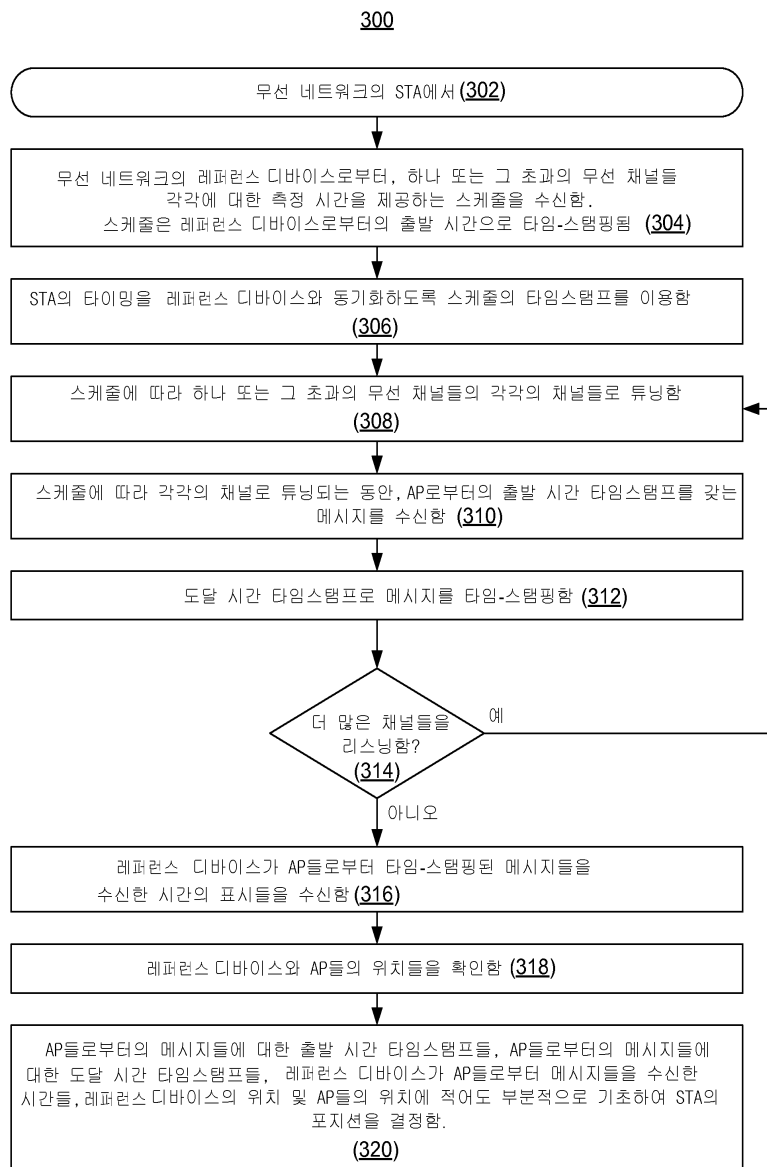 300
무선 네트워크의 STA에서 (302)
무선 네트워크의 레퍼런스 디바이스로부터, 하나 또는 그 초과의 무선 채널들
각각에 대한 측정 시간을 제공하는 스케줄을 수신함.
스케줄은 레퍼런스 디바이스로부터의 출발 시간으로 타임-스탬핑됨 (304)
STA의 타이밍을 레퍼런스 디바이스와 동기화하도록 스케줄의 타임스탬프를 이용함
(306)
스케줄에 따라 하나 또는 그 초과의 무선 채널들의 각각의 채널들로 튜닝함
(308)
스케줄에 따라 각각의 채널로 튜닝되는 동안, AP로부터의 출발 시간 타임스탬프를 갖는
메시지를 수신함 (310)
도달 시간 타임스탬프로 메시지를 타임-스탬핑함 (312)
더 많은 채널들을
리스닝함?
(314)
예
아니오
레퍼런스 디바이스가 AP들로부터 타임-스탬핑된 메시지들을
수신한 시간의 표시들을 수신함 (316)
레퍼런스 디바이스와 AP들의 위치들을 확인함 (318)
AP들로부터의 메시지들에 대한 출발 시간 타임스탬프들, AP들로부터의 메시지들에
대한 도달 시간 타임스탬프들, 레퍼런스 디바이스가 AP들로부터 메시지들을 수신한
시간들, 레퍼런스 디바이스의 위치 및 AP들의 위치에 적어도 부분적으로 기초하여 STA의
포지션을 결정함.
(320)